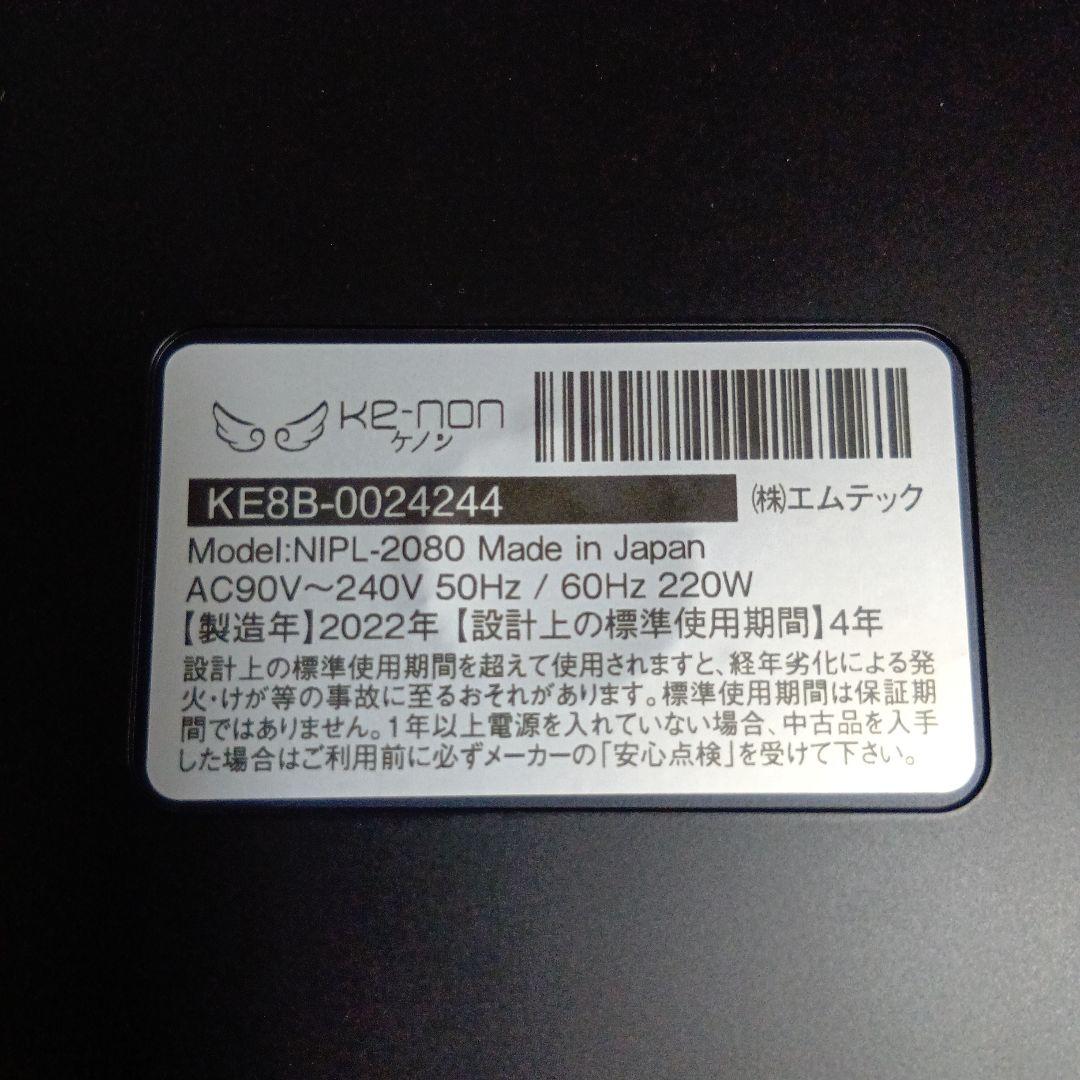 Ke-non
ケノン
KE8B-0024244
㈱エムテック
Model:NIPL-2080 Made in Japan
AC90V～240V 50Hz / 60Hz 220W
【製造年】2022年【設計上の標準使用期間】4年
設計上の標準使用期間を超えて使用されますと、経年劣化による発
火・けが等の事故に至るおそれがあります。標準使用期間は保証期
間ではありません。1年以上電源を入れていない場合、中古品を入手
した場合はご利用前に必ずメーカーの「安心点検」を受けて下さい。